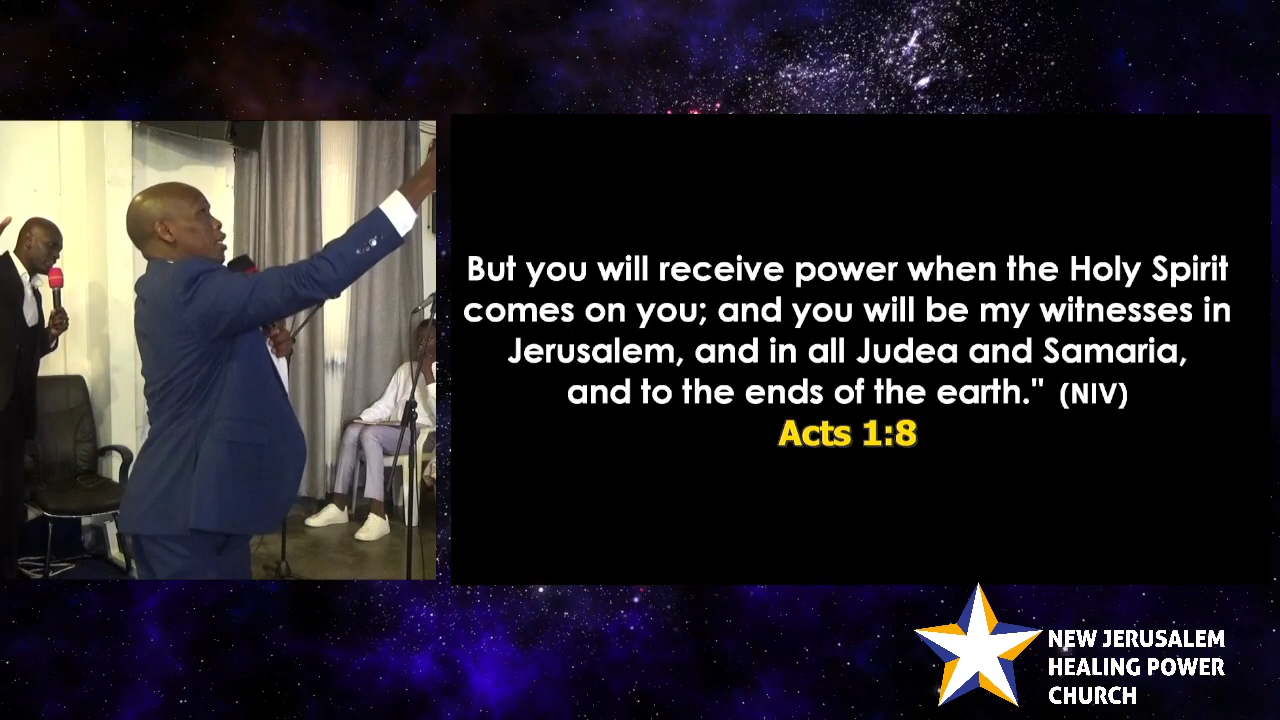 But you will receive power when the Holy Spirit
comes on you; and you will be my witnesses in
Jerusalem, and in all Judea and Samaria,
and to the ends of the earth." (NIV)
Acts 1:8
NEW JERUSALEM
HEALING POWER
CHURCH